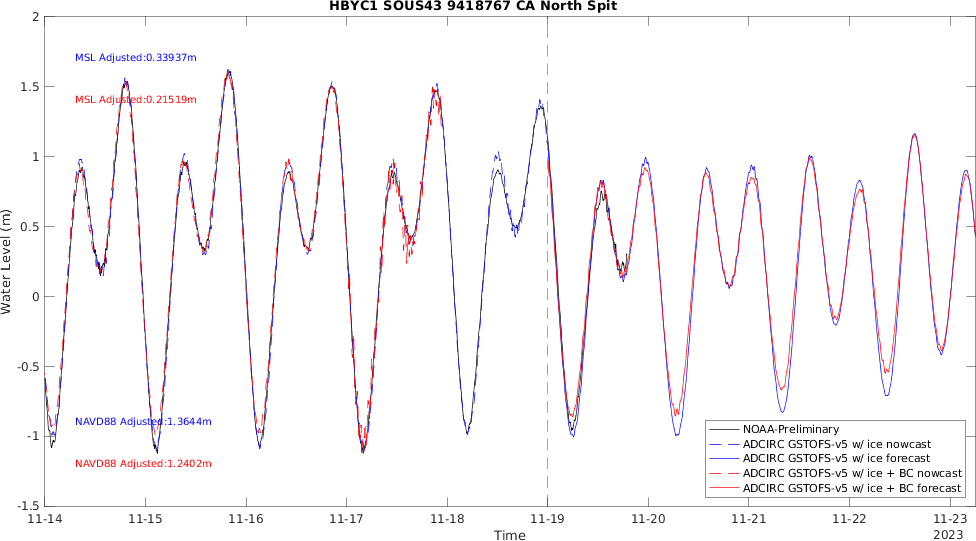 HBYC1 SOUS43 9418767 CA North Spit
2
MSL Adjusted:0.33937m
1.5
MSL Adjusted:0.21519m
1
0.5
Water Level (m)
0
-0.5
NAVD88 Adjusted:1.3644m
-1
NAVD88 Adjusted:1.2402m
-1.5
NOAA-Preliminary
ADCIRC GSTOFS-v5 w/ ice nowcast
ADCIRC GSTOFS-v5 w/ ice forecast
ADCIRC GSTOFS-v5 w/ ice + BC nowcast
ADCIRC GSTOFS-v5 w/ ice + BC forecast
11-14 11-15 11-16 11-17 11-18 11-19 11-20 11-21 11-22 11-23
Time
2023